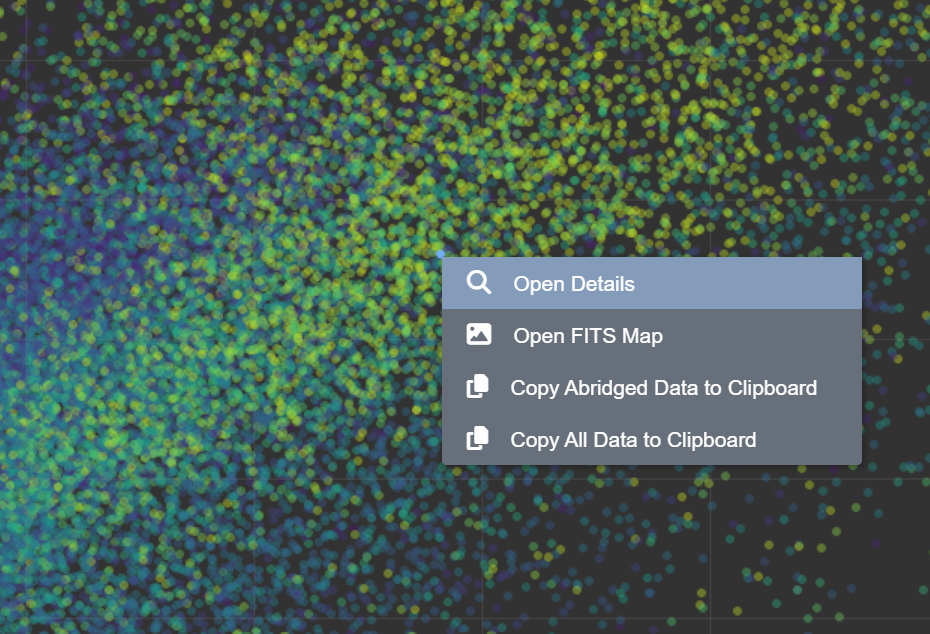 Open Details
Open FITS Map
Copy Abridged Data to Clipboard
Copy All Data to Clipboard